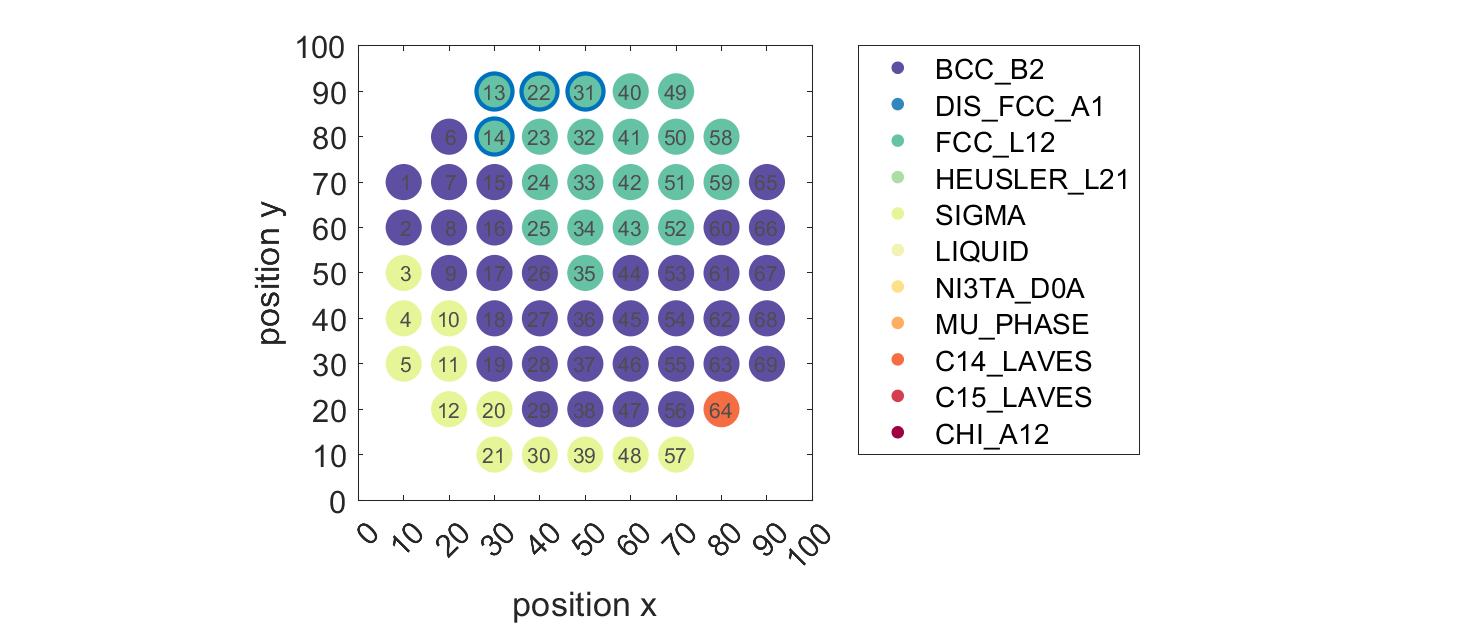 100
90
80
70
60
50
40
30
20
10
0
position y
13 22 31 40 49
6 14 23 32 41 50 58
1 7 15 24 33 42 51 59 65
2 8 16 25 34 43 52 60 66
3 9 17 26 35 44 53 61 67
4 10 18 27 36 45 54 62 68
5 11 19 28 37 46 55 63 69
12 20 29 38 47 56 64
21 30 39 48 57
0 10 20 30 40 50 60 70 80 90 100
position x
BCC_B2
DIS_FCC_A1
FCC_L12
HEUSLER_L21
SIGMA
LIQUID
NI3TA_D0A
MU_PHASE
C14_LAVES
C15_LAVES
CHI_A12